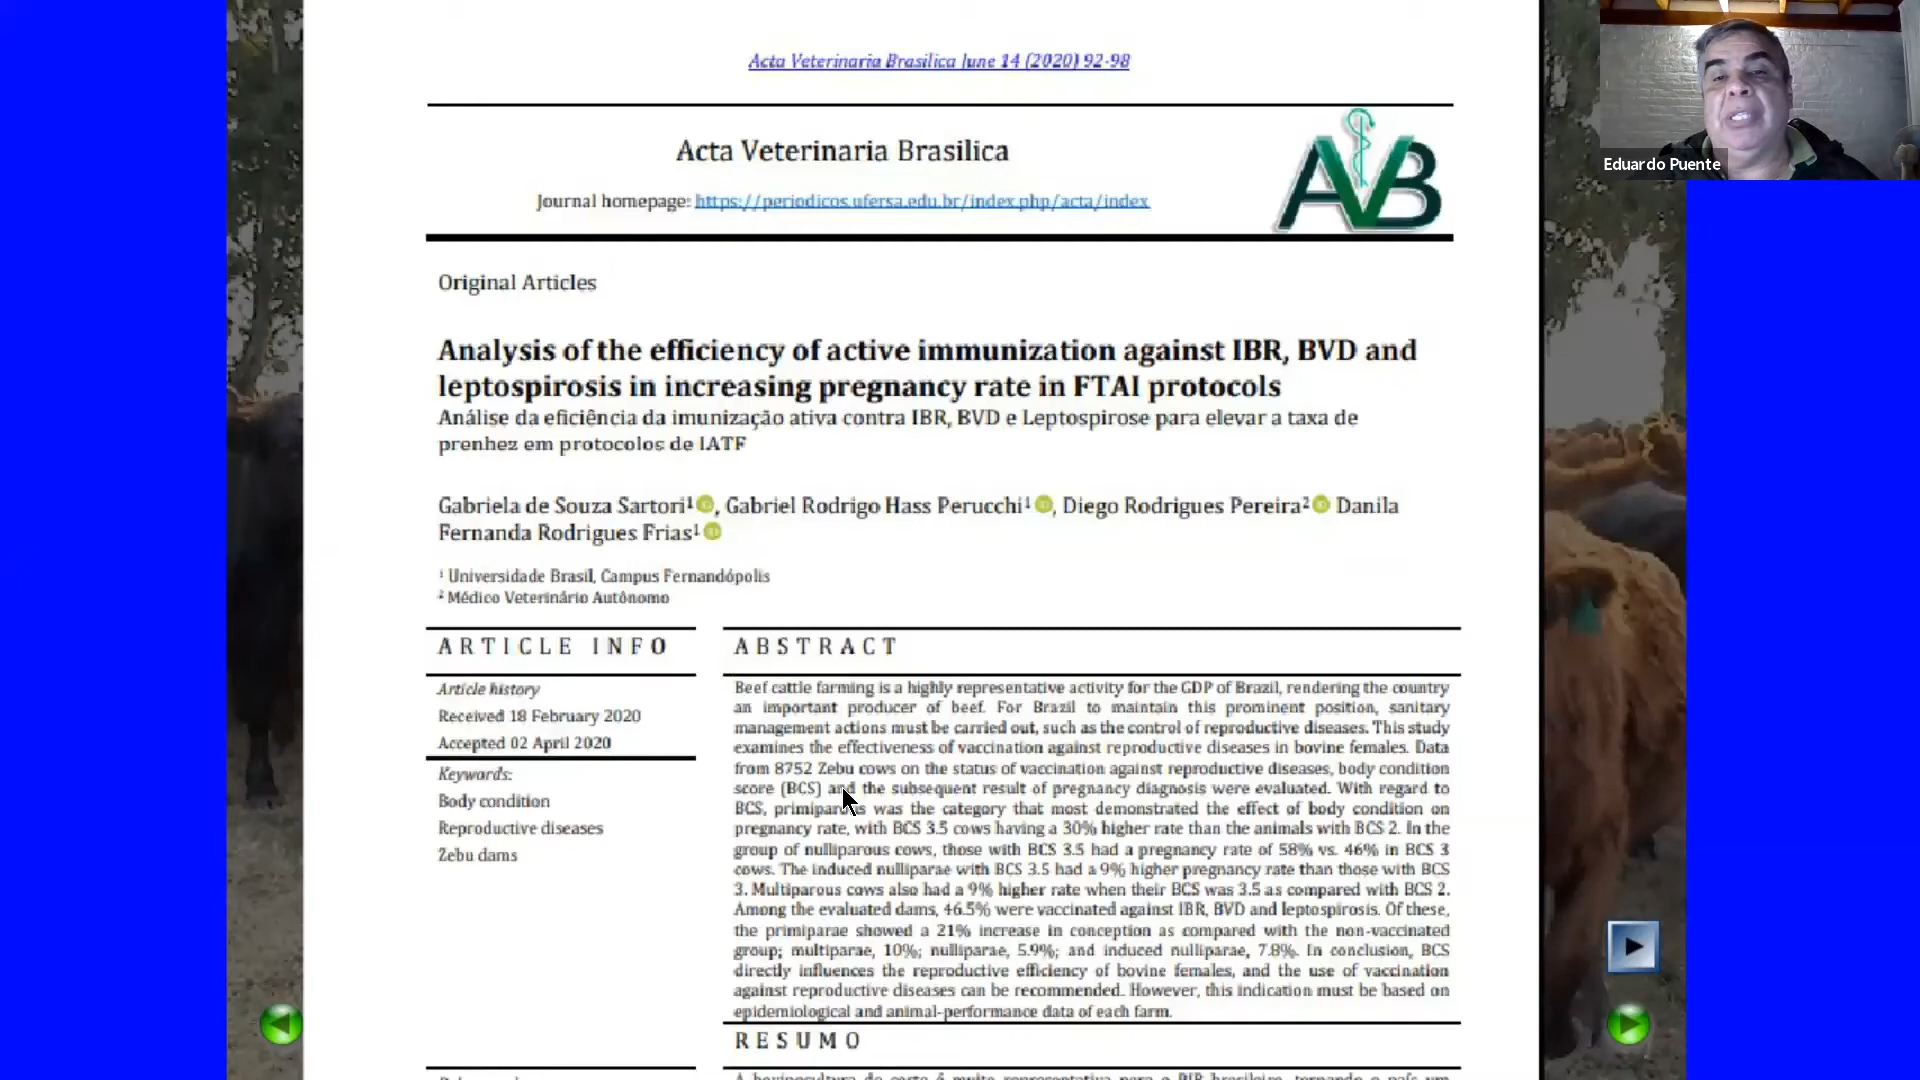 Acta Veterinaria Brasilica June 14 (2020) 92-98
Acta Veterinaria Brasilica
Journal homepage: https://periodicos.ufersa.edu.br/index.php/acta/index
AVB
Eduardo Puente
Original Articles
Analysis of the efficiency of active immunization against IBR, BVD and
leptospirosis in increasing pregnancy rate in FTAI protocols
Análise da eficiência da imunização ativa contra IBR, BVD e Leptospirose para elevar a taxa de
prenhez em protocolos de IATF
Gabriela de Souza Sartori¹ iD, Gabriel Rodrigo Hass Perucchi¹ iD, Diego Rodrigues Pereira² iD Danila
Fernanda Rodrigues Frias¹ iD
¹ Universidade Brasil, Campus Fernandópolis
² Médico Veterinário Autônomo
ARTICLE INFO
Article history
Received 18 February 2020
Accepted 02 April 2020
Keywords:
Body condition
Reproductive diseases
Zebu dams
ABSTRACT
Beef cattle farming is a highly representative activity for the GDP of Brazil, rendering the country
an important producer of beef. For Brazil to maintain this prominent position, sanitary
management actions must be carried out, such as the control of reproductive diseases. This study
examines the effectiveness of vaccination against reproductive diseases in bovine females. Data
from 8752 Zebu cows on the status of vaccination against reproductive diseases, body condition
score (BCS) and the subsequent result of pregnancy diagnosis were evaluated. With regard to
BCS, primiparous was the category that most demonstrated the effect of body condition on
pregnancy rate, with BCS 3.5 cows having a 30% higher rate than the animals with BCS 2. In the
group of nulliparous cows, those with BCS 3.5 had a pregnancy rate of 58% vs. 46% in BCS 3
cows. The induced nulliparae with BCS 3.5 had a 9% higher pregnancy rate than those with BCS
3. Multiparous cows also had a 9% higher rate when their BCS was 3.5 as compared with BCS 2.
Among the evaluated dams, 46.5% were vaccinated against IBR, BVD and leptospirosis. Of these,
the primiparae showed a 21% increase in conception as compared with the non-vaccinated
group; multiparae, 10%; nulliparae, 5.9%; and induced nulliparae, 7.8%. In conclusion, BCS
directly influences the reproductive efficiency of bovine females, and the use of vaccination
against reproductive diseases can be recommended. However, this indication must be based on
epidemiological and animal-performance data of each farm.
RESUMO